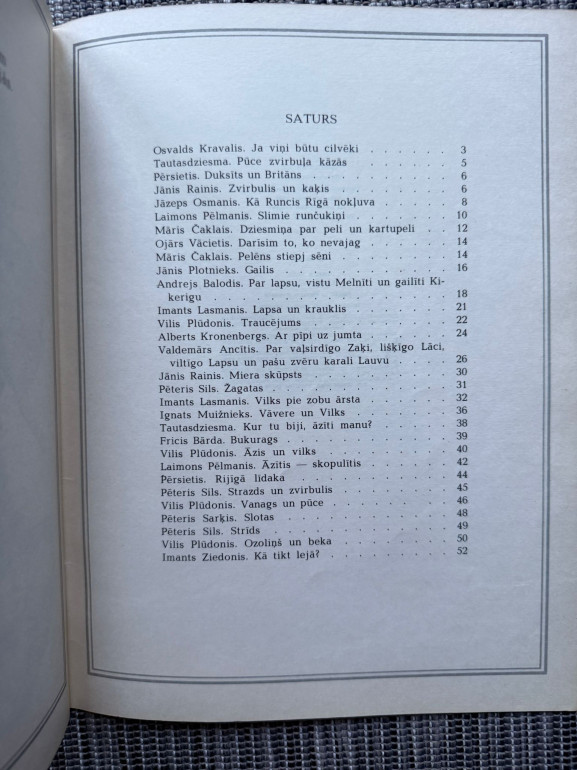 SATURS
Osvalds Kravalis. Ja viņi būtu cilvēki . . . . . . 3
Tautasdziesma. Pūce zvirbuļa kāzās . . . . . . 5
Pērsietis. Duksīts un Britāns . . . . . . . . 6
Jānis Rainis. Zvirbulis un kaķis . . . . . . . 6
Jāzeps Osmanis. Kā Runcis Rīgā nokļuva . . . . . 8
Laimons Pēlmanis. Slimie runčukiņi . . . . . . 10
Māris Čaklais. Dziesmiņa par peli un kartupeli . . 12
Ojārs Vācietis. Darīsim to, ko nevajag . . . . . 14
Māris Čaklais. Pelēns stiepj sēni . . . . . . . 14
Jānis Plotnieks. Gailis . . . . . . . . . . 16
Andrejs Balodis. Par lapsu, vistu Melnīti un gailīti Ki-
kerigu . . . . . . . . . . . . . 18
Imants Lasmanis. Lapsa un krauklis . . . . . . 21
Vilis Plūdonis. Traucējums . . . . . . . . . 22
Alberts Kronenbergs. Ar pīpi uz jumta . . . . . 24
Valdemārs Ancītis. Par vaļsirdīgo Zaķi, lišķīgo Lāci,
viltīgo Lapsu un pašu zvēru karali Lauvu . . . . 26
Jānis Rainis. Miera skūpsts . . . . . . . . . 30
Pēteris Sils. Žagatas . . . . . . . . . . . 31
Imants Lasmanis. Vilks pie zobu ārsta . . . . . 32
Ignats Muižnieks. Vāvere un Vilks . . . . . . 36
Tautasdziesma. Kur tu biji, āzīti manu? . . . . . 38
Fricis Bārda. Bukurags . . . . . . . . . . 39
Vilis Plūdonis. Āzis un vilks . . . . . . . . 40
Laimons Pēlmanis. Āzītis — skopulītis . . . . . 42
Pērsietis. Rijīgā līdaka . . . . . . . . . . 44
Pēteris Sils. Strazds un zvirbulis . . . . . . . 45
Vilis Plūdonis. Vanags un pūce . . . . . . . 46
Pēteris Sarķis. Slotas . . . . . . . . . . 48
Pēteris Sils. Strīds . . . . . . . . . . . 49
Vilis Plūdonis. Ozoliņš un beka . . . . . . . 50
Imants Ziedonis. Kā tikt lejā? . . . . . . . . 52